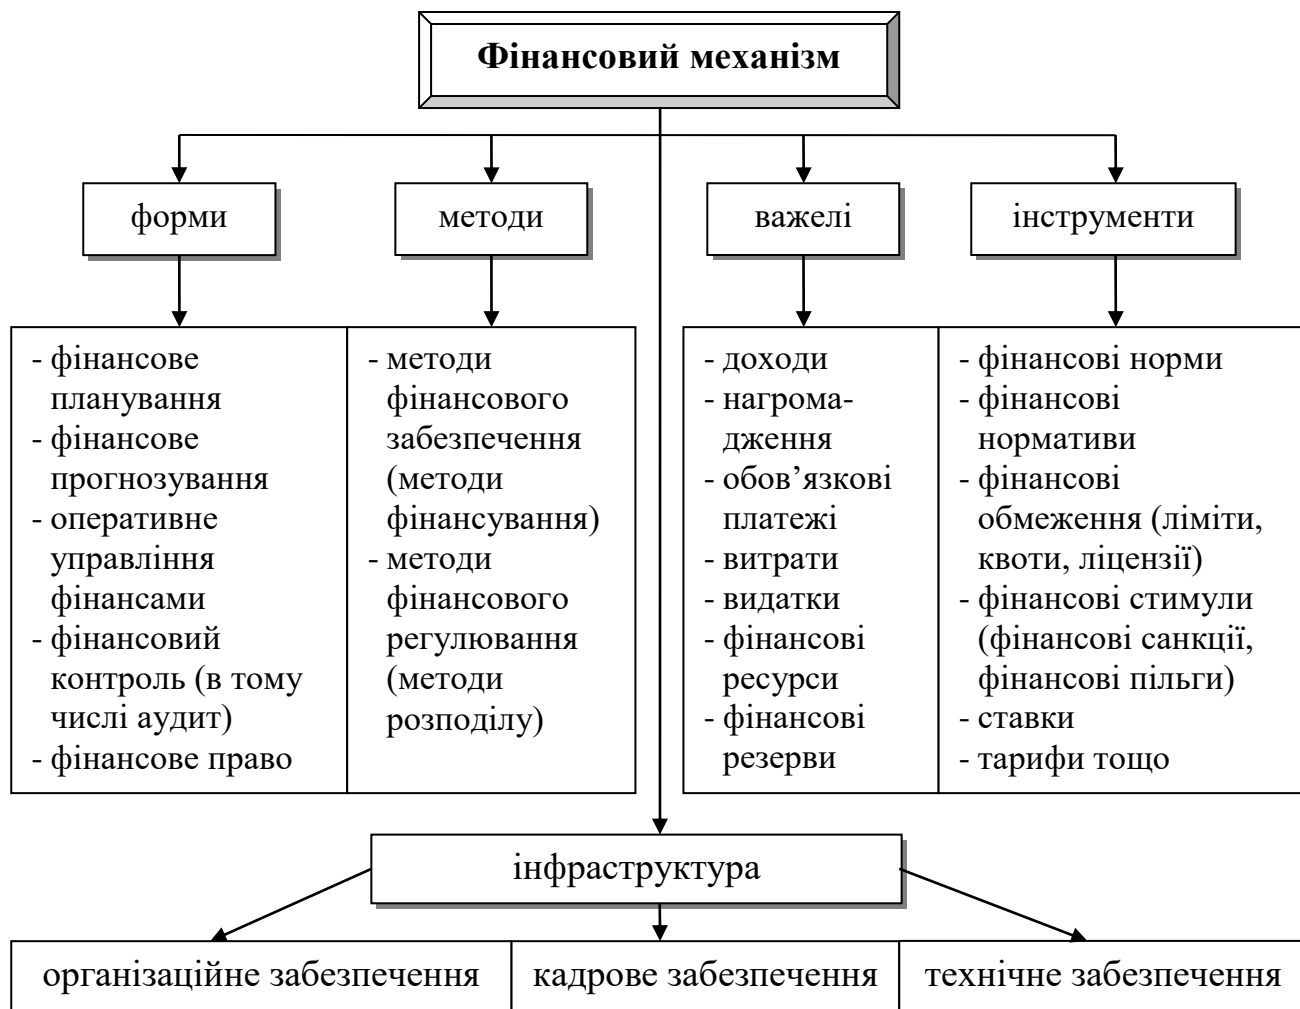 Фінансовий механізм
форми
методи
важелі
інструменти
- фінансове
планування
- фінансове
прогнозування
- оперативне
управління
фінансами
- фінансовий
контроль (в тому
числі аудит)
- фінансове право
- методи
фінансового
забезпечення
(методи
фінансування)
- методи
фінансового
регулювання
(методи
розподілу)
- доходи
- нагрома-
дження
- обов’язкові
платежі
- витрати
- видатки
- фінансові
ресурси
- фінансові
резерви
- фінансові норми
- фінансові
нормативи
- фінансові
обмеження (ліміти,
квоти, ліцензії)
- фінансові стимули
(фінансові санкції,
фінансові пільги)
- ставки
- тарифи тощо
інфраструктура
організаційне забезпечення
кадрове забезпечення
технічне забезпечення